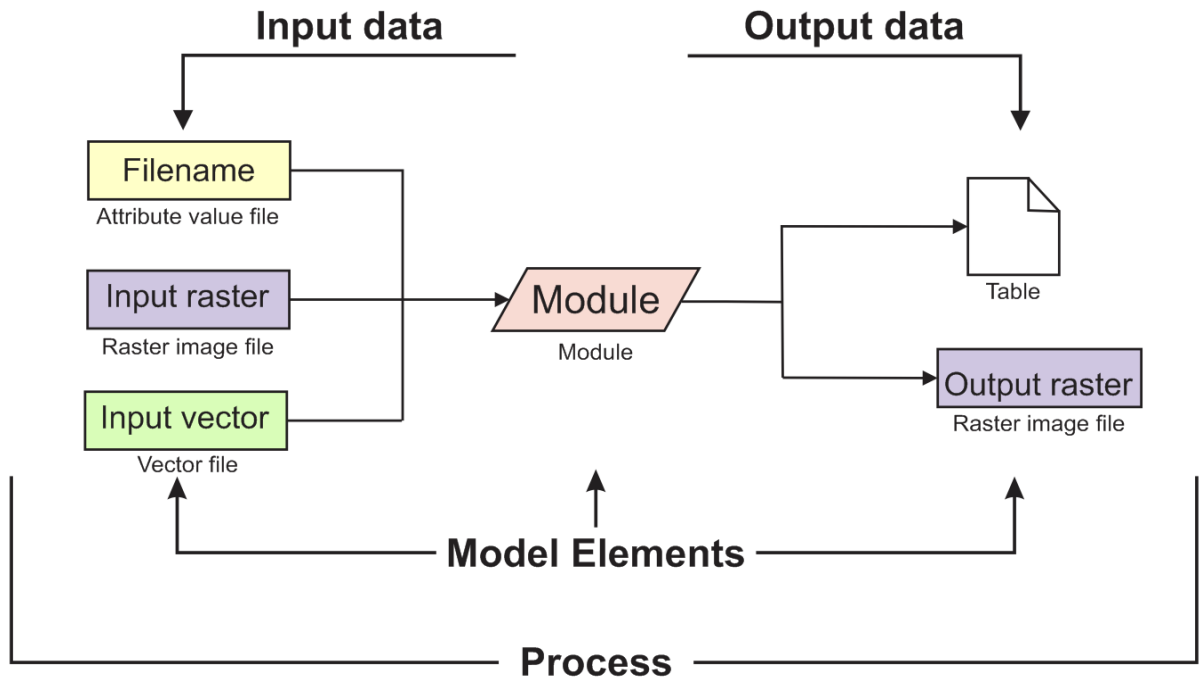 Input data
Output data
Filename
Attribute value file
Input raster
Raster image file
Input vector
Vector file
Module
Module
Table
Output raster
Raster image file
Model Elements
Process